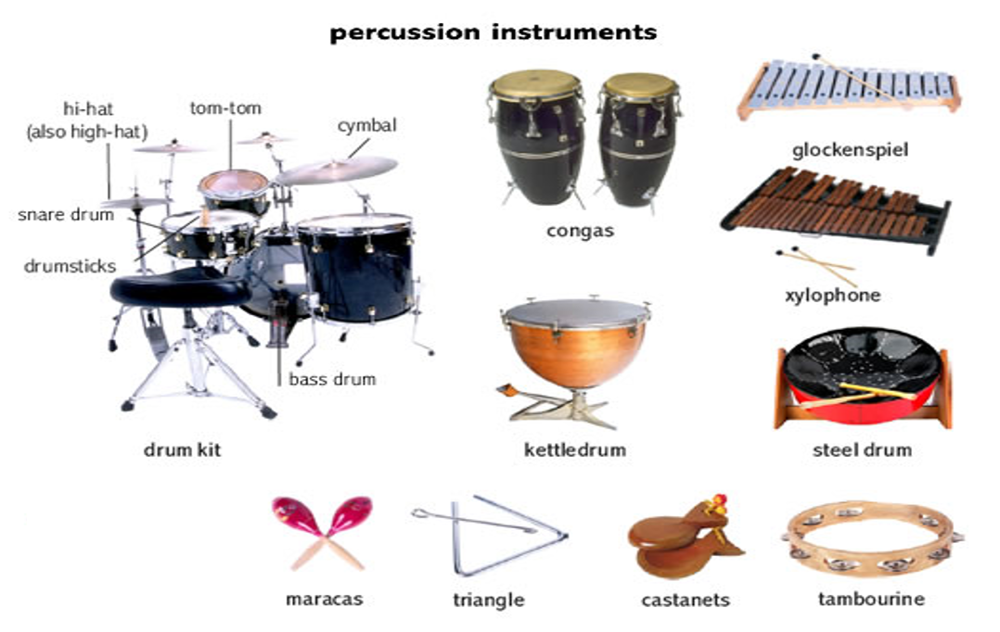 percussion instruments
hi-hat
(also high-hat)
tom-tom
cymbal
snare drum
drumsticks
bass drum
drum kit
congas
glockenspiel
xylophone
kettledrum
steel drum
maracas
triangle
castanets
tambourine